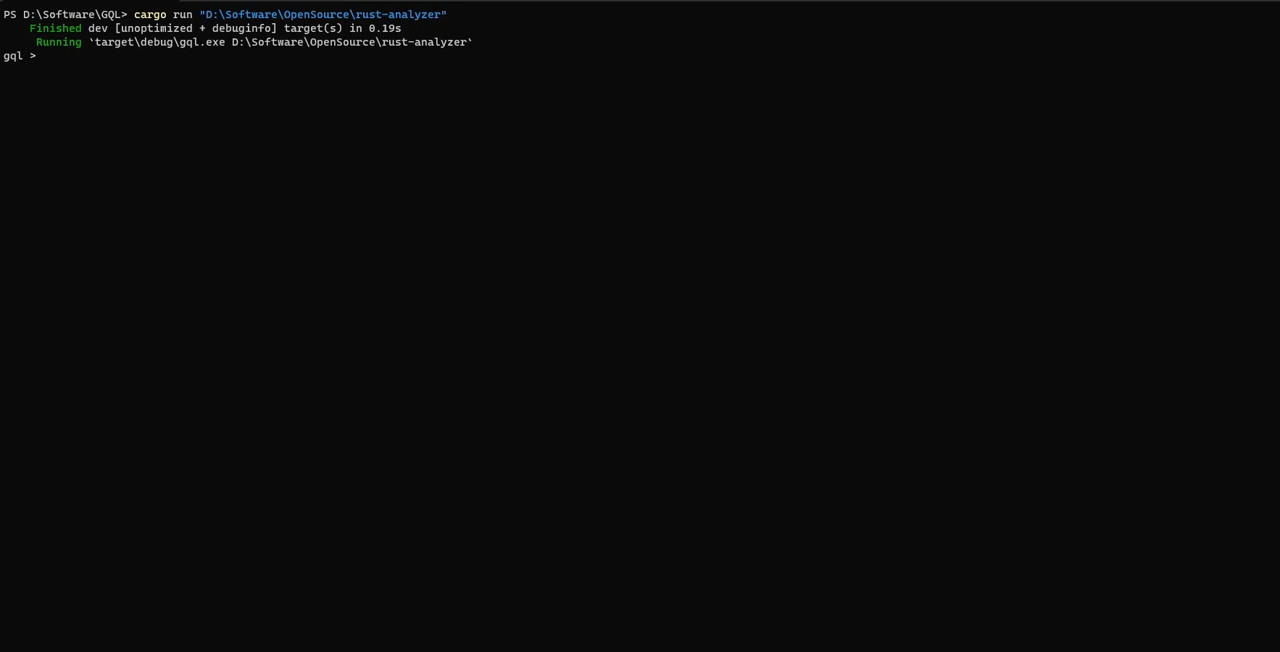 PS D:\Software\GQL> cargo run "D:\Software\OpenSource\rust-analyzer"
    Finished dev [unoptimized + debuginfo] target(s) in 0.19s
     Running `target\debug\gql.exe D:\Software\OpenSource\rust-analyzer`
gql >